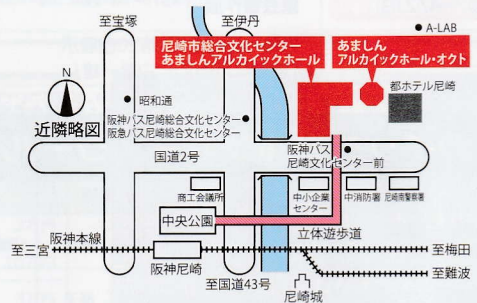 至宝塚
至伊丹
A-LAB
尼崎市総合文化センター
あましんアルカイックホール
あましん
アルカイックホール・オクト
N
近隣略図
昭和通
都ホテル尼崎
阪神バス尼崎総合文化センター
阪急バス尼崎総合文化センター
国道2号
阪神バス
尼崎文化センター前
商工会議所
中小企業
センター
中消防署
尼崎南警察署
中央公園
立体遊歩道
至三宮
阪神本線
阪神尼崎
至梅田
至難波
至国道43号
尼崎城